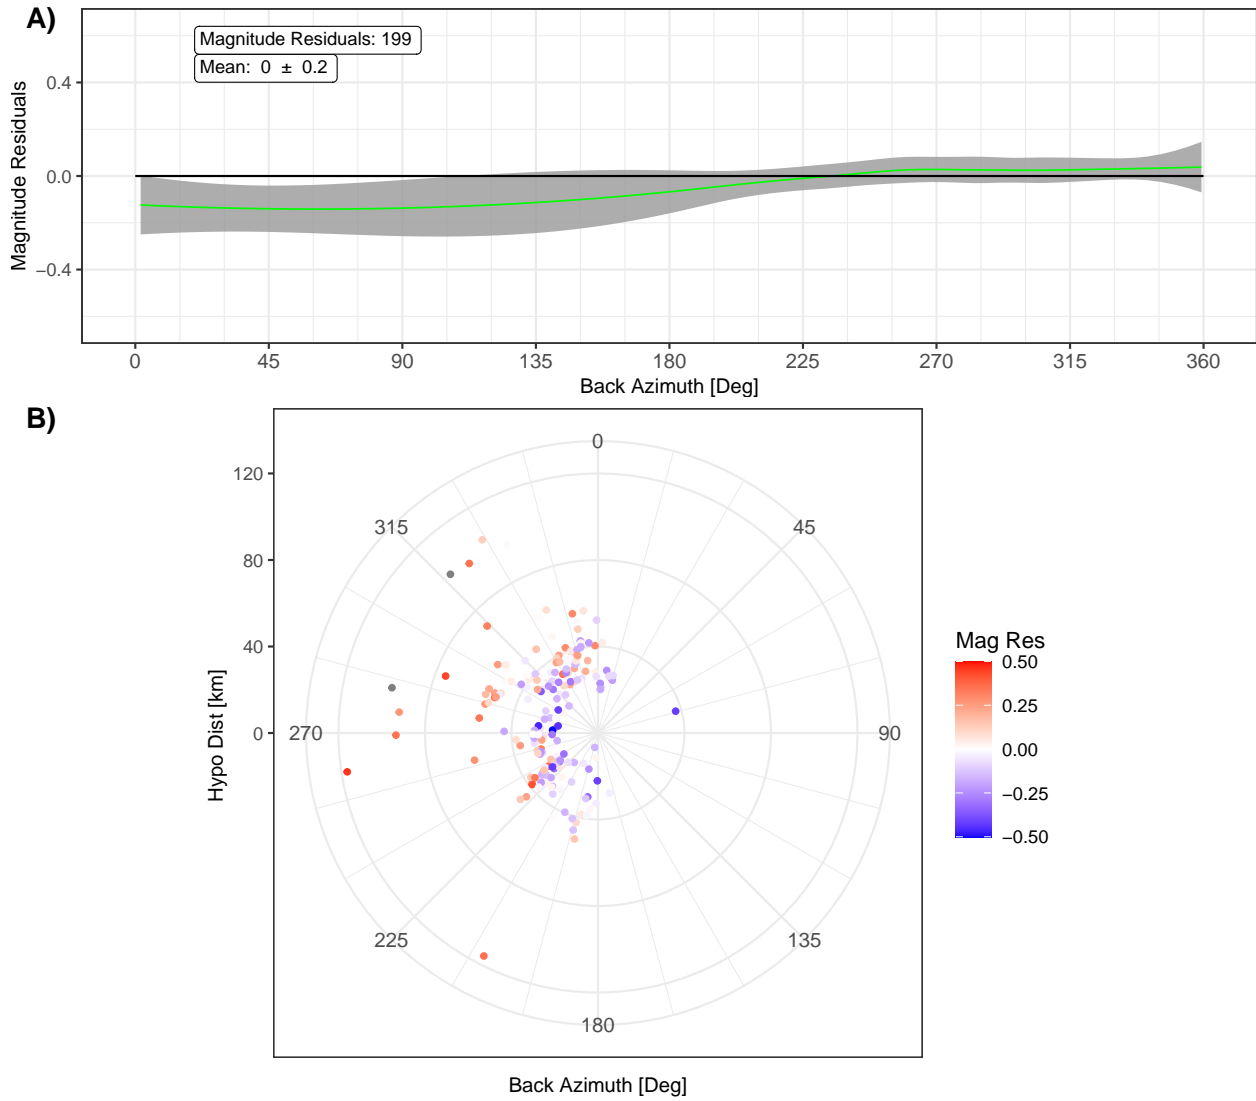 A)
Magnitude Residuals: 199
Mean: 0 ± 0.2
Magnitude Residuals
0.4
0.0
−0.4
0 45 90 135 180 225 270 315 360
Back Azimuth [Deg]
B)
Hypo Dist [km]
120
80
40
0
0
45
90
135
180
225
270
315
Back Azimuth [Deg]
Mag Res
0.50
0.25
0.00
−0.25
−0.50